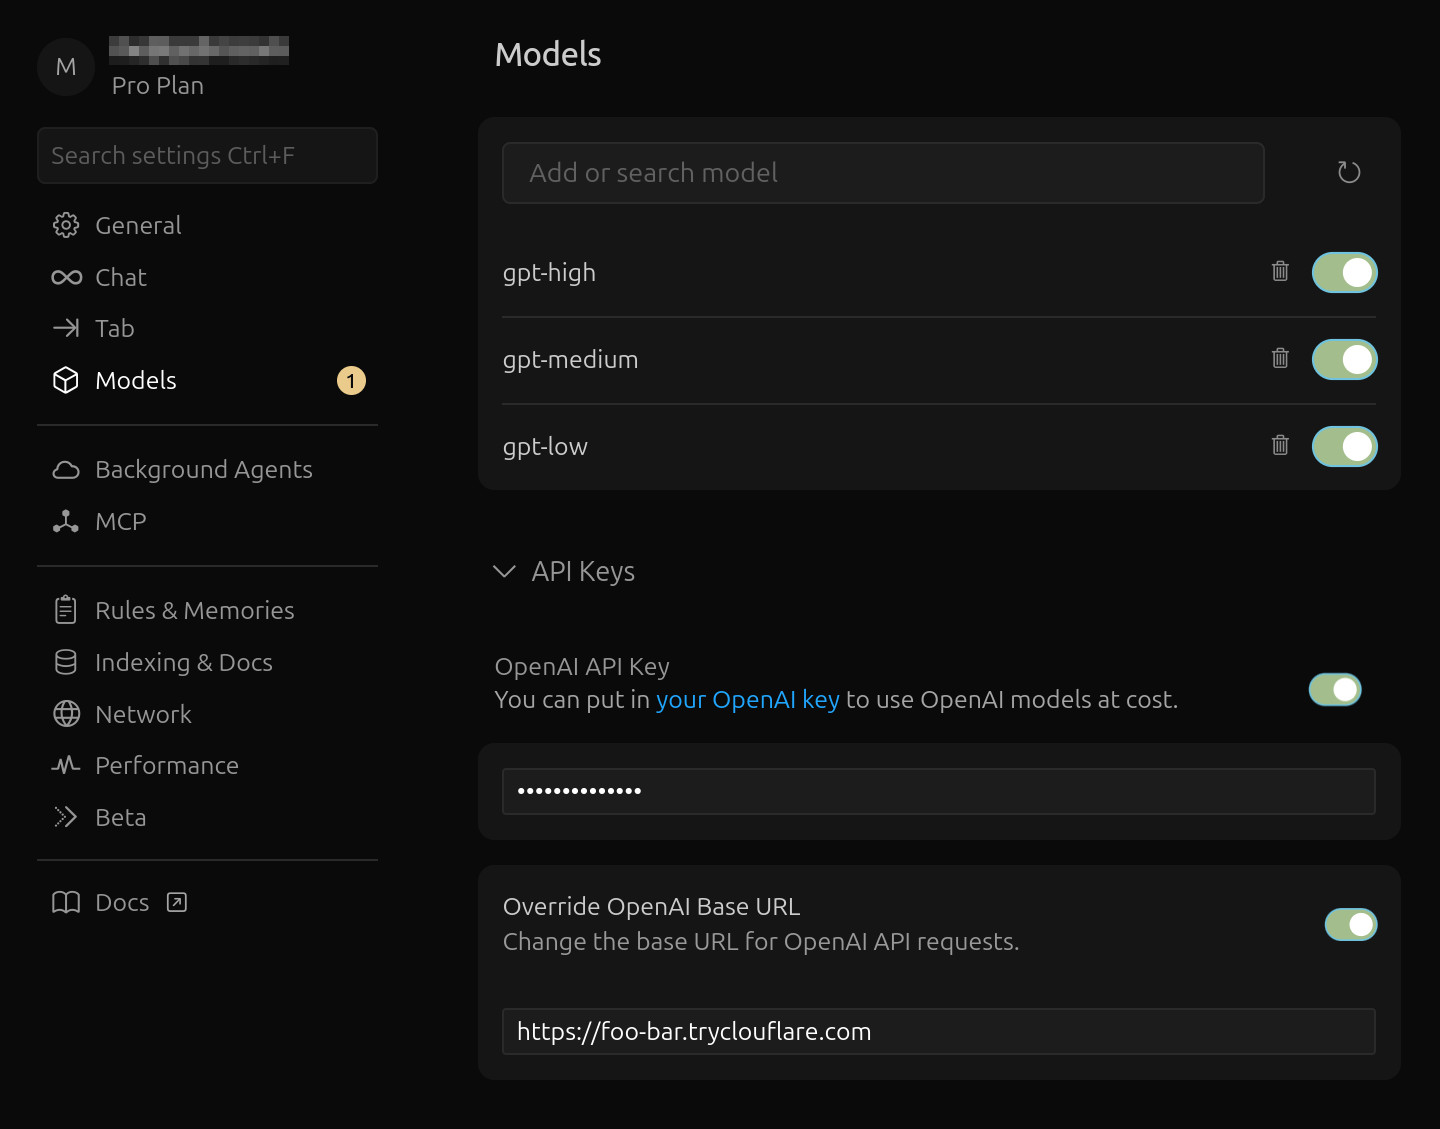 M
Pro Plan
Search settings Ctrl+F
General
Chat
Tab
Models
1
Background Agents
MCP
Rules & Memories
Indexing & Docs
Network
Performance
Beta
Docs
Models
Add or search model
gpt-high
gpt-medium
gpt-low
API Keys
OpenAI API Key
You can put in your OpenAI key to use OpenAI models at cost.
••••••••••••••
Override OpenAI Base URL
Change the base URL for OpenAI API requests.
https://foo-bar.tryclouflare.com